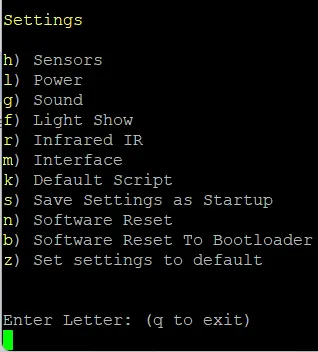 Settings
h) Sensors
l) Power
g) Sound
f) Light Show
r) Infrared IR
m) Interface
k) Default Script
s) Save Settings as Startup
n) Software Reset
b) Software Reset To Bootloader
z) Set settings to default
Enter Letter: (q to exit)